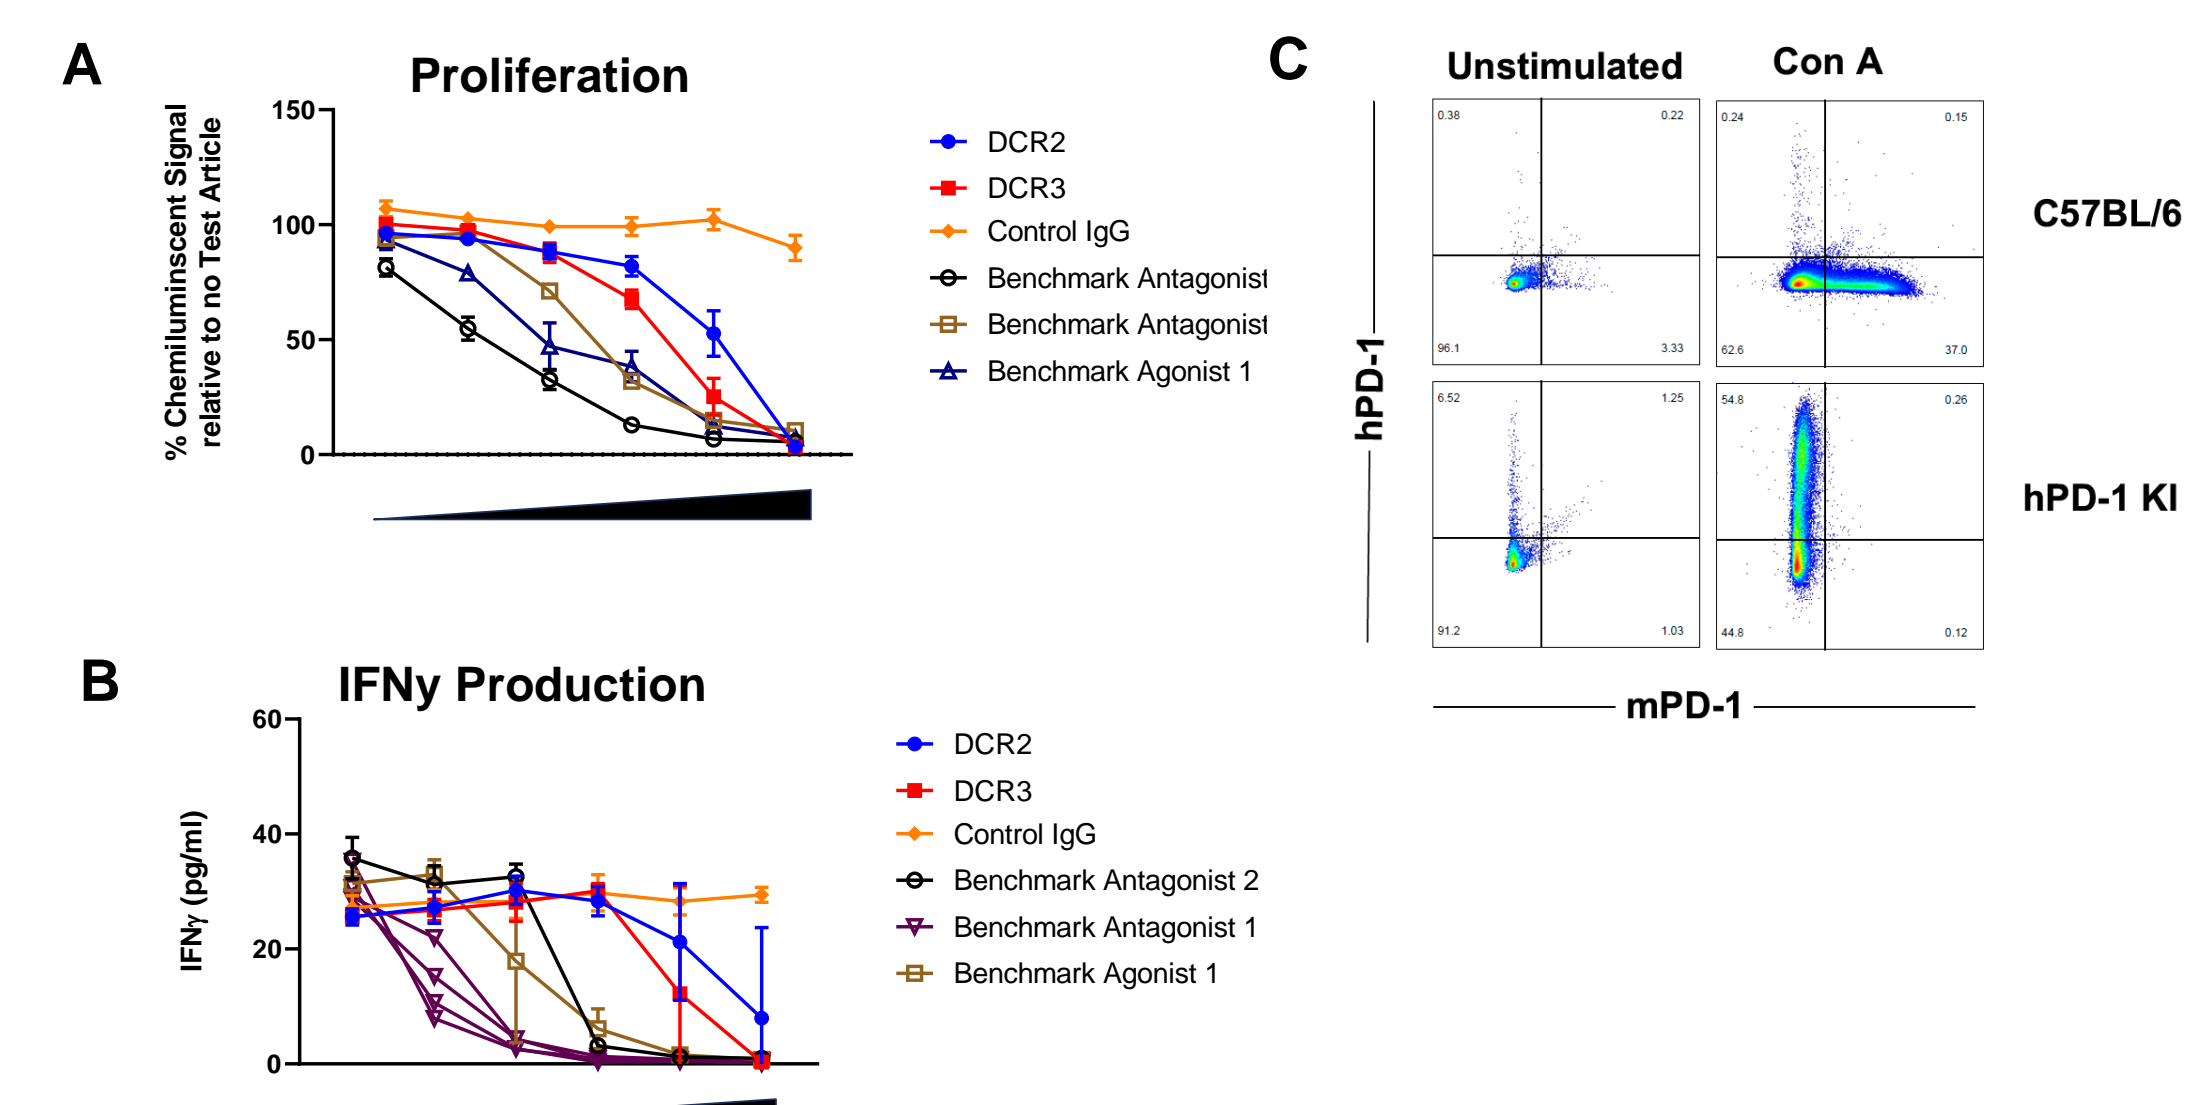 A
Proliferation
% Chemiluminscent Signal
relative to no Test Article
150
100
50
0
DCR2
DCR3
Control IgG
Benchmark Antagonist
Benchmark Antagonist
Benchmark Agonist 1
B
IFNy Production
IFNγ (pg/ml)
60
40
20
0
DCR2
DCR3
Control IgG
Benchmark Antagonist 2
Benchmark Antagonist 1
Benchmark Agonist 1
C
Unstimulated
Con A
hPD-1
0.38
0.22
96.1
3.33
0.24
0.15
62.6
37.0
C57BL/6
6.52
1.25
91.2
1.03
54.8
0.26
44.8
0.12
hPD-1 KI
mPD-1